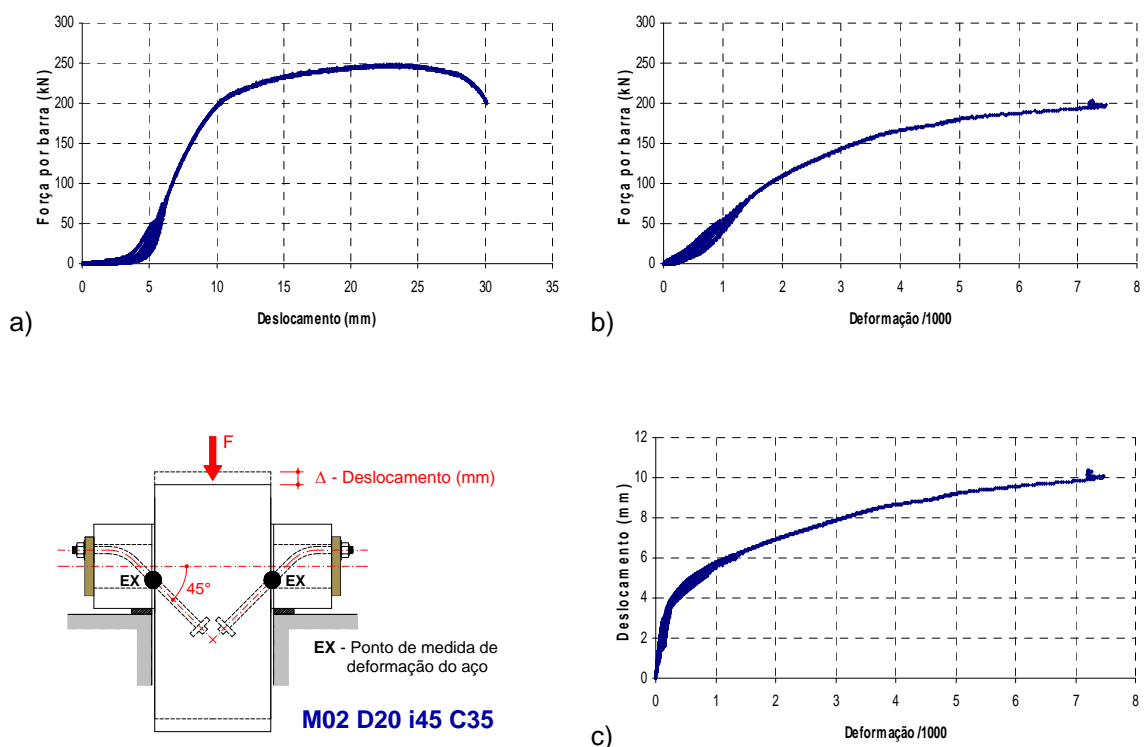 Força por barra (kN)
300
250
200
150
100
50
0
0 5 10 15 20 25 30 35
Deslocamento (mm)
a)
Força por barra (kN)
300
250
200
150
100
50
0
0 1 2 3 4 5 6 7 8
Deformação /1000
b)
F
Δ - Deslocamento (mm)
EX
45°
EX
EX - Ponto de medida de
deformação do aço
M02 D20 i45 C35
Deslocamento (mm)
12
10
8
6
4
2
0
0 1 2 3 4 5 6 7 8
Deformação /1000
c)